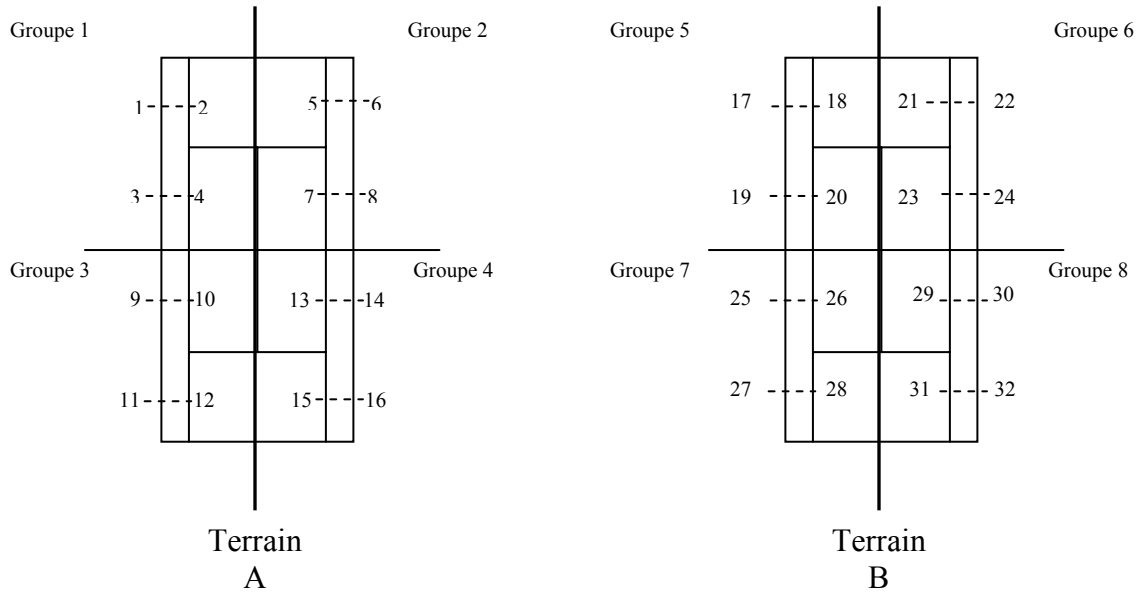 Groupe 1 Groupe 2 Groupe 5 Groupe 6
1 2 5 6 17 18 21 22
3 4 7 8 19 20 23 24
Groupe 3 Groupe 4 Groupe 7 Groupe 8
9 10 13 14 25 26 29 30
11 12 15 16 27 28 31 32
Terrain Terrain
A B